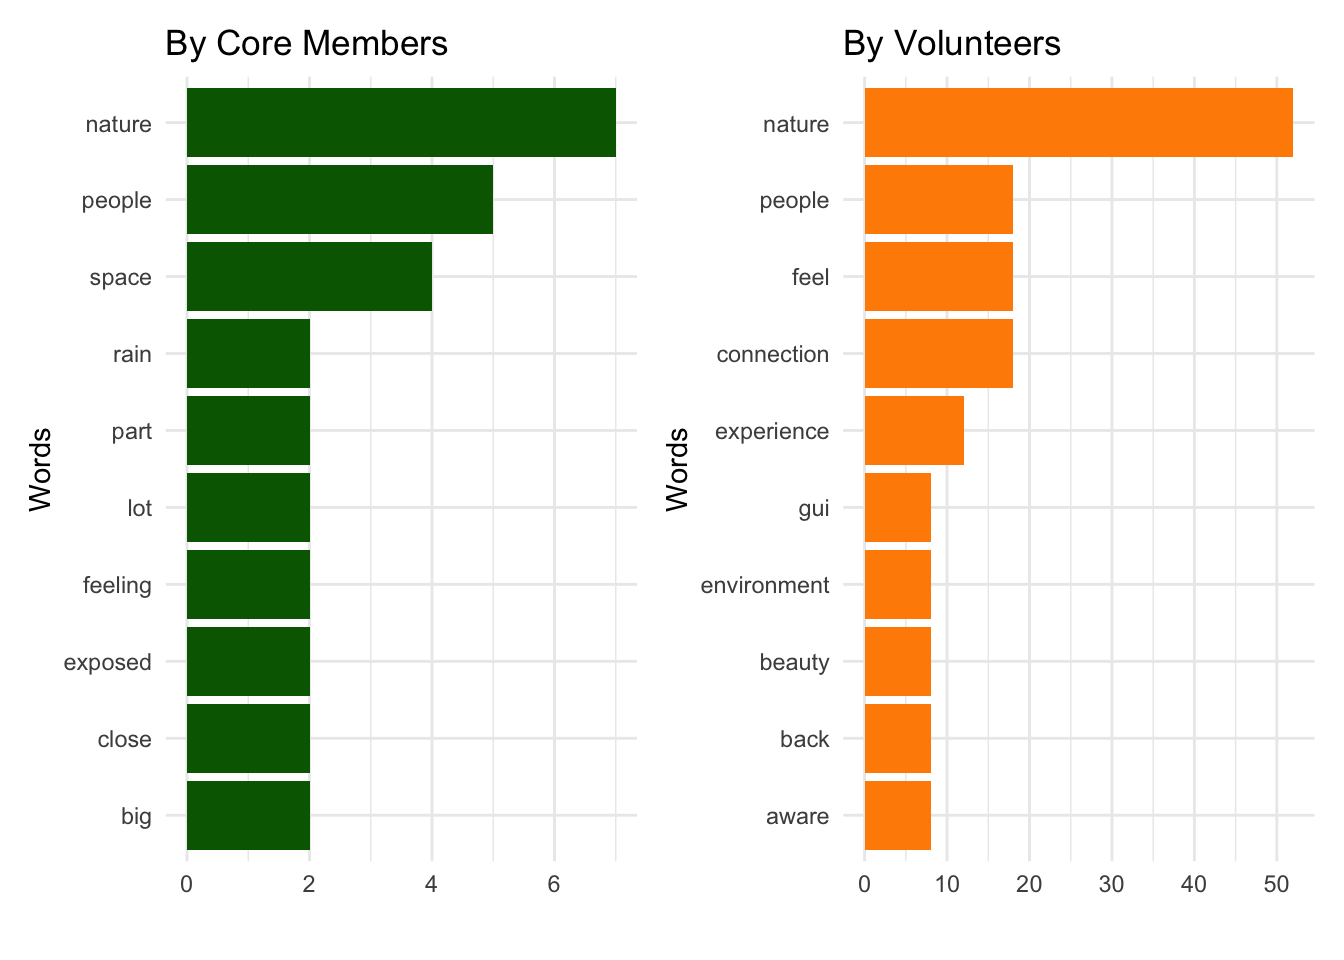 By Core Members
Words
nature
people
space
rain
part
lot
feeling
exposed
close
big
0 2 4 6
By Volunteers
Words
nature
people
feel
connection
experience
gui
environment
beauty
back
aware
0 10 20 30 40 50